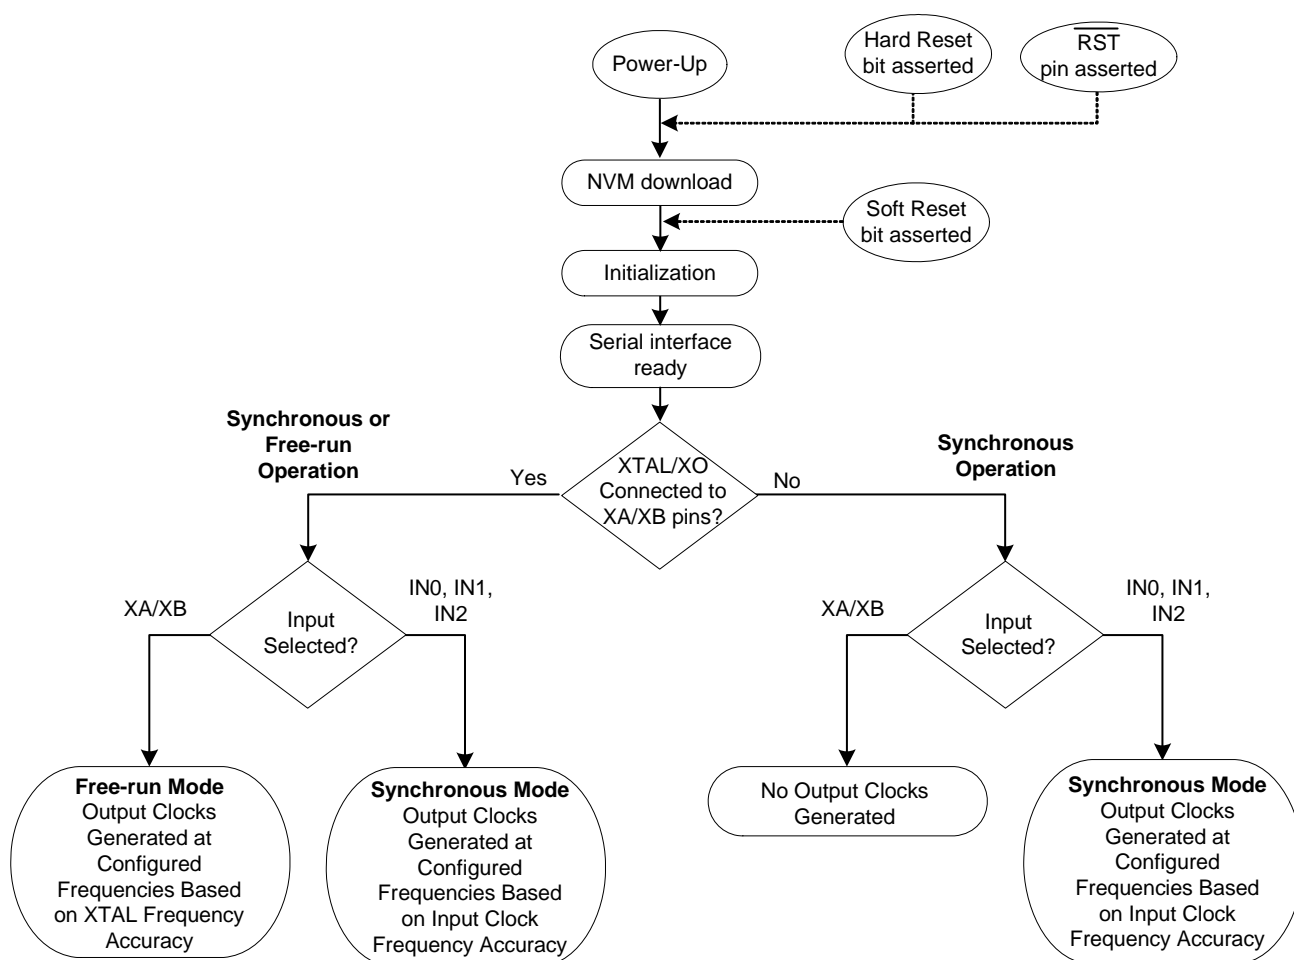 Power-Up
Hard Reset
bit asserted
RST
pin asserted
NVM download
Soft Reset
bit asserted
Initialization
Serial interface
ready
Synchronous or
Free-run
Operation
Yes
XTAL/XO
Connected to
XA/XB pins?
No
Synchronous
Operation
XA/XB
Input
Selected?
IN0, IN1,
IN2
XA/XB
Input
Selected?
IN0, IN1,
IN2
Free-run Mode
Output Clocks
Generated at
Configured
Frequencies Based
on XTAL Frequency
Accuracy
Synchronous Mode
Output Clocks
Generated at
Configured
Frequencies Based
on Input Clock
Frequency Accuracy
No Output Clocks
Generated
Synchronous Mode
Output Clocks
Generated at
Configured
Frequencies Based
on Input Clock
Frequency Accuracy